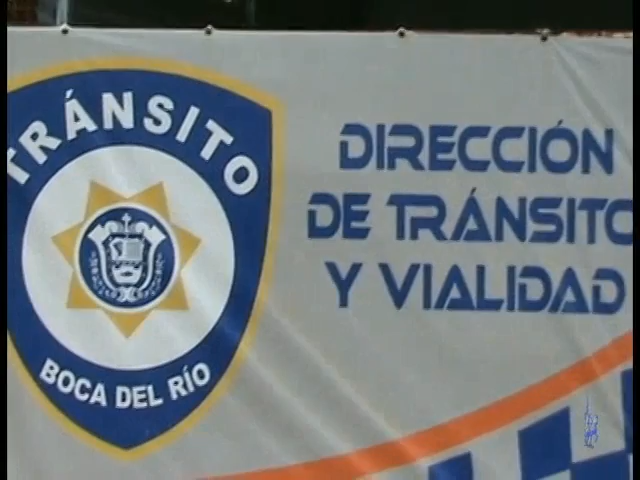 TRÁNSITO
BOCA DEL RÍO
DIRECCIÓN
DE TRÁNSITO
Y VIALIDAD